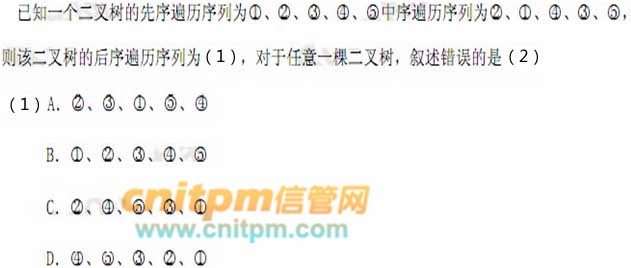 已知一个二叉树的先序遍历序列为①、②、③、④、⑤中序遍历序列为②、①、④、③、⑤,
则该二叉树的后序遍历序列为(1),对于任意一棵二叉树,叙述错误的是(2)
(1)A. ②、③、①、⑤、④
B. ①、②、③、④、⑤
C. ②、④、⑤、③、①
cnitpm信管网
www.cnitpm.com
D. ④、⑤、③、②、①